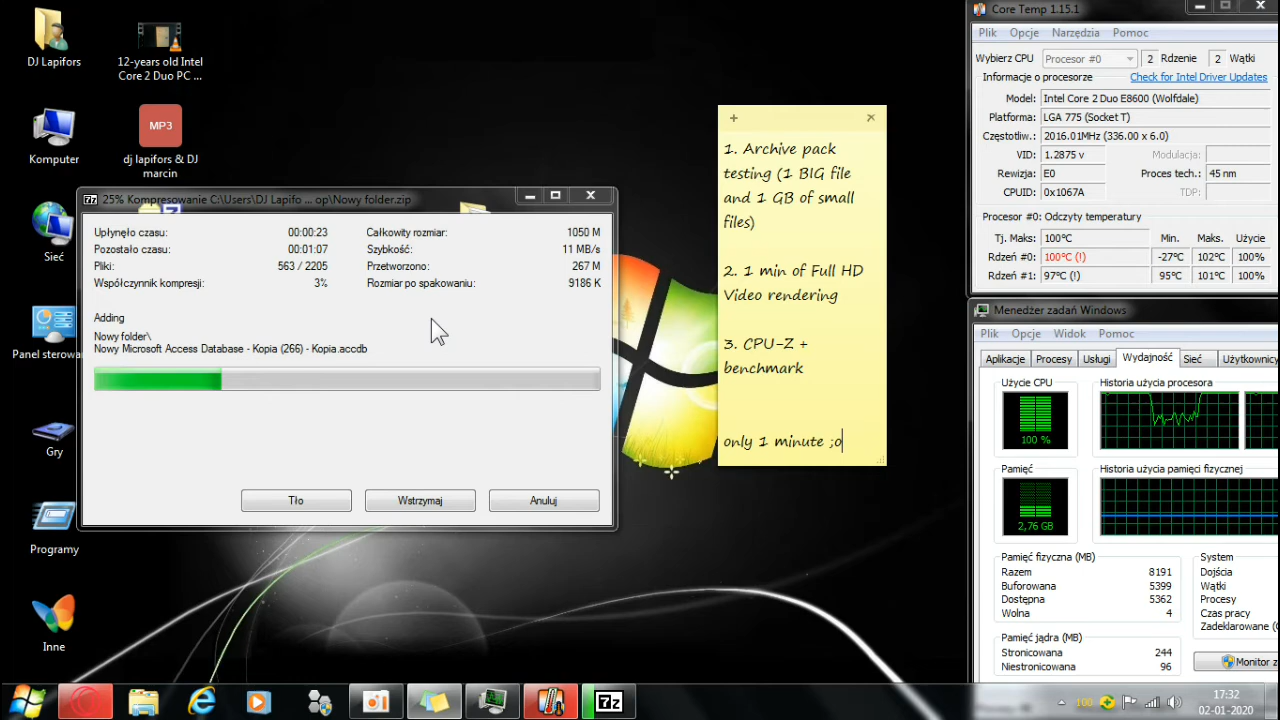 DJ Lapifors
12-years old Intel
Core 2 Duo PC ...
Komputer
MP3
dj lapifors & DJ
marcin
Sieć
Panel sterowa
Gry
Programy
Inne
7z 25% Kompresowanie C:\Users\DJ Lapifo ... op\Nowy folder.zip
Upłynęło czasu: 00:00:23 Całkowity rozmiar: 1050 M
Pozostało czasu: 00:01:07 Szybkość: 11 MB/s
Pliki: 563 / 2205 Przetworzono: 267 M
Współczynnik kompresji: 3% Rozmiar po spakowaniu: 9186 K
Adding
Nowy folder\
Nowy Microsoft Access Database - Kopia (266) - Kopia.accdb
Tło Wstrzymaj Anuluj
1. Archive pack
testing (1 BIG file
and 1 GB of small
files)
2. 1 min of Full HD
Video rendering
3. CPU-Z +
benchmark
only 1 minute ;o
Core Temp 1.15.1
Plik Opcje Narzędzia Pomoc
Wybierz CPU Procesor #0 2 Rdzenie 2 Wątki
Informacje o procesorze Check for Intel Driver Updates
Model: Intel Core 2 Duo E8600 (Wolfdale)
Platforma: LGA 775 (Socket T)
Częstotliw.: 2016.01MHz (336.00 x 6.0)
VID: 1.2875 v Modulacja:
Rewizja: E0 Proces tech.: 45 nm
CPUID: 0x1067A TDP:
Procesor #0: Odczyty temperatury
Tj. Maks: 100°C Min. Maks. Użycie
Rdzeń #0: 100°C (!) -27°C 102°C 100%
Rdzeń #1: 97°C (!) 95°C 101°C 100%
Menedżer zadań Windows
Plik Opcje Widok Pomoc
Aplikacje Procesy Usługi Wydajność Sieć Użytkownicy
Użycie CPU Historia użycia procesora
100 %
Pamięć Historia użycia pamięci fizycznej
2,76 GB
Pamięć fizyczna (MB) System
Razem 8191 Dojścia
Buforowana 5399 Wątki
Dostępna 5362 Procesy
Wolna 4 Czas pracy
Zadeklarowane (
Pamięć jądra (MB)
Stronicowana 244
Niestronicowana 96
Monitor z
7z
100
17:32
02-01-2020